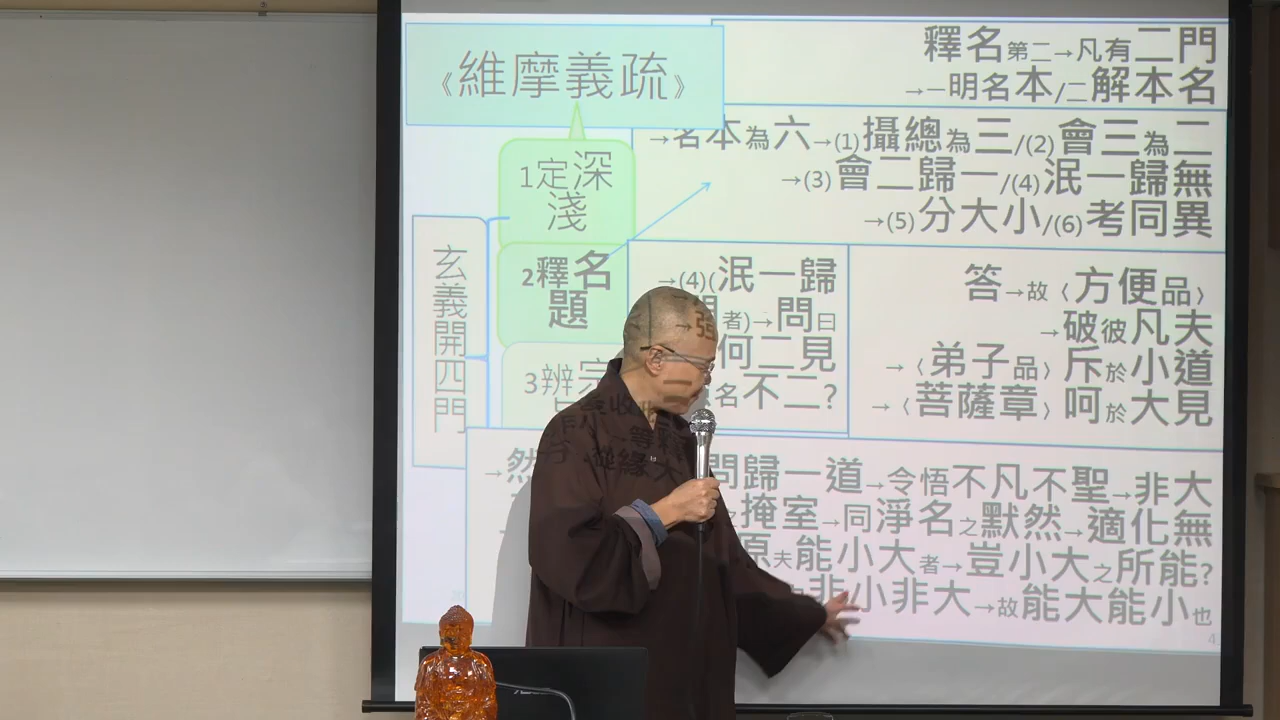 《維摩義疏》
釋名第二→凡有二門
→一明名本/二解本名
→名本為六→(1)攝總為三/(2)會三為二
→(3)會二歸一/(4)泯一歸無
→(5)分大小/(6)考同異
玄義開四門
1定深
淺
2釋名
題
3辨宗
→(4)(泯一歸
者)→問曰
何二見
名不二?
答→故〈方便品〉
→破彼凡夫
→〈弟子品〉斥於小道
→〈菩薩章〉呵於大見
→然
問歸一道→令悟不凡不聖→非大
掩室→同淨名之默然→適化無
原夫能小大者→豈小大之所能?
非小非大→故能大能小也
4